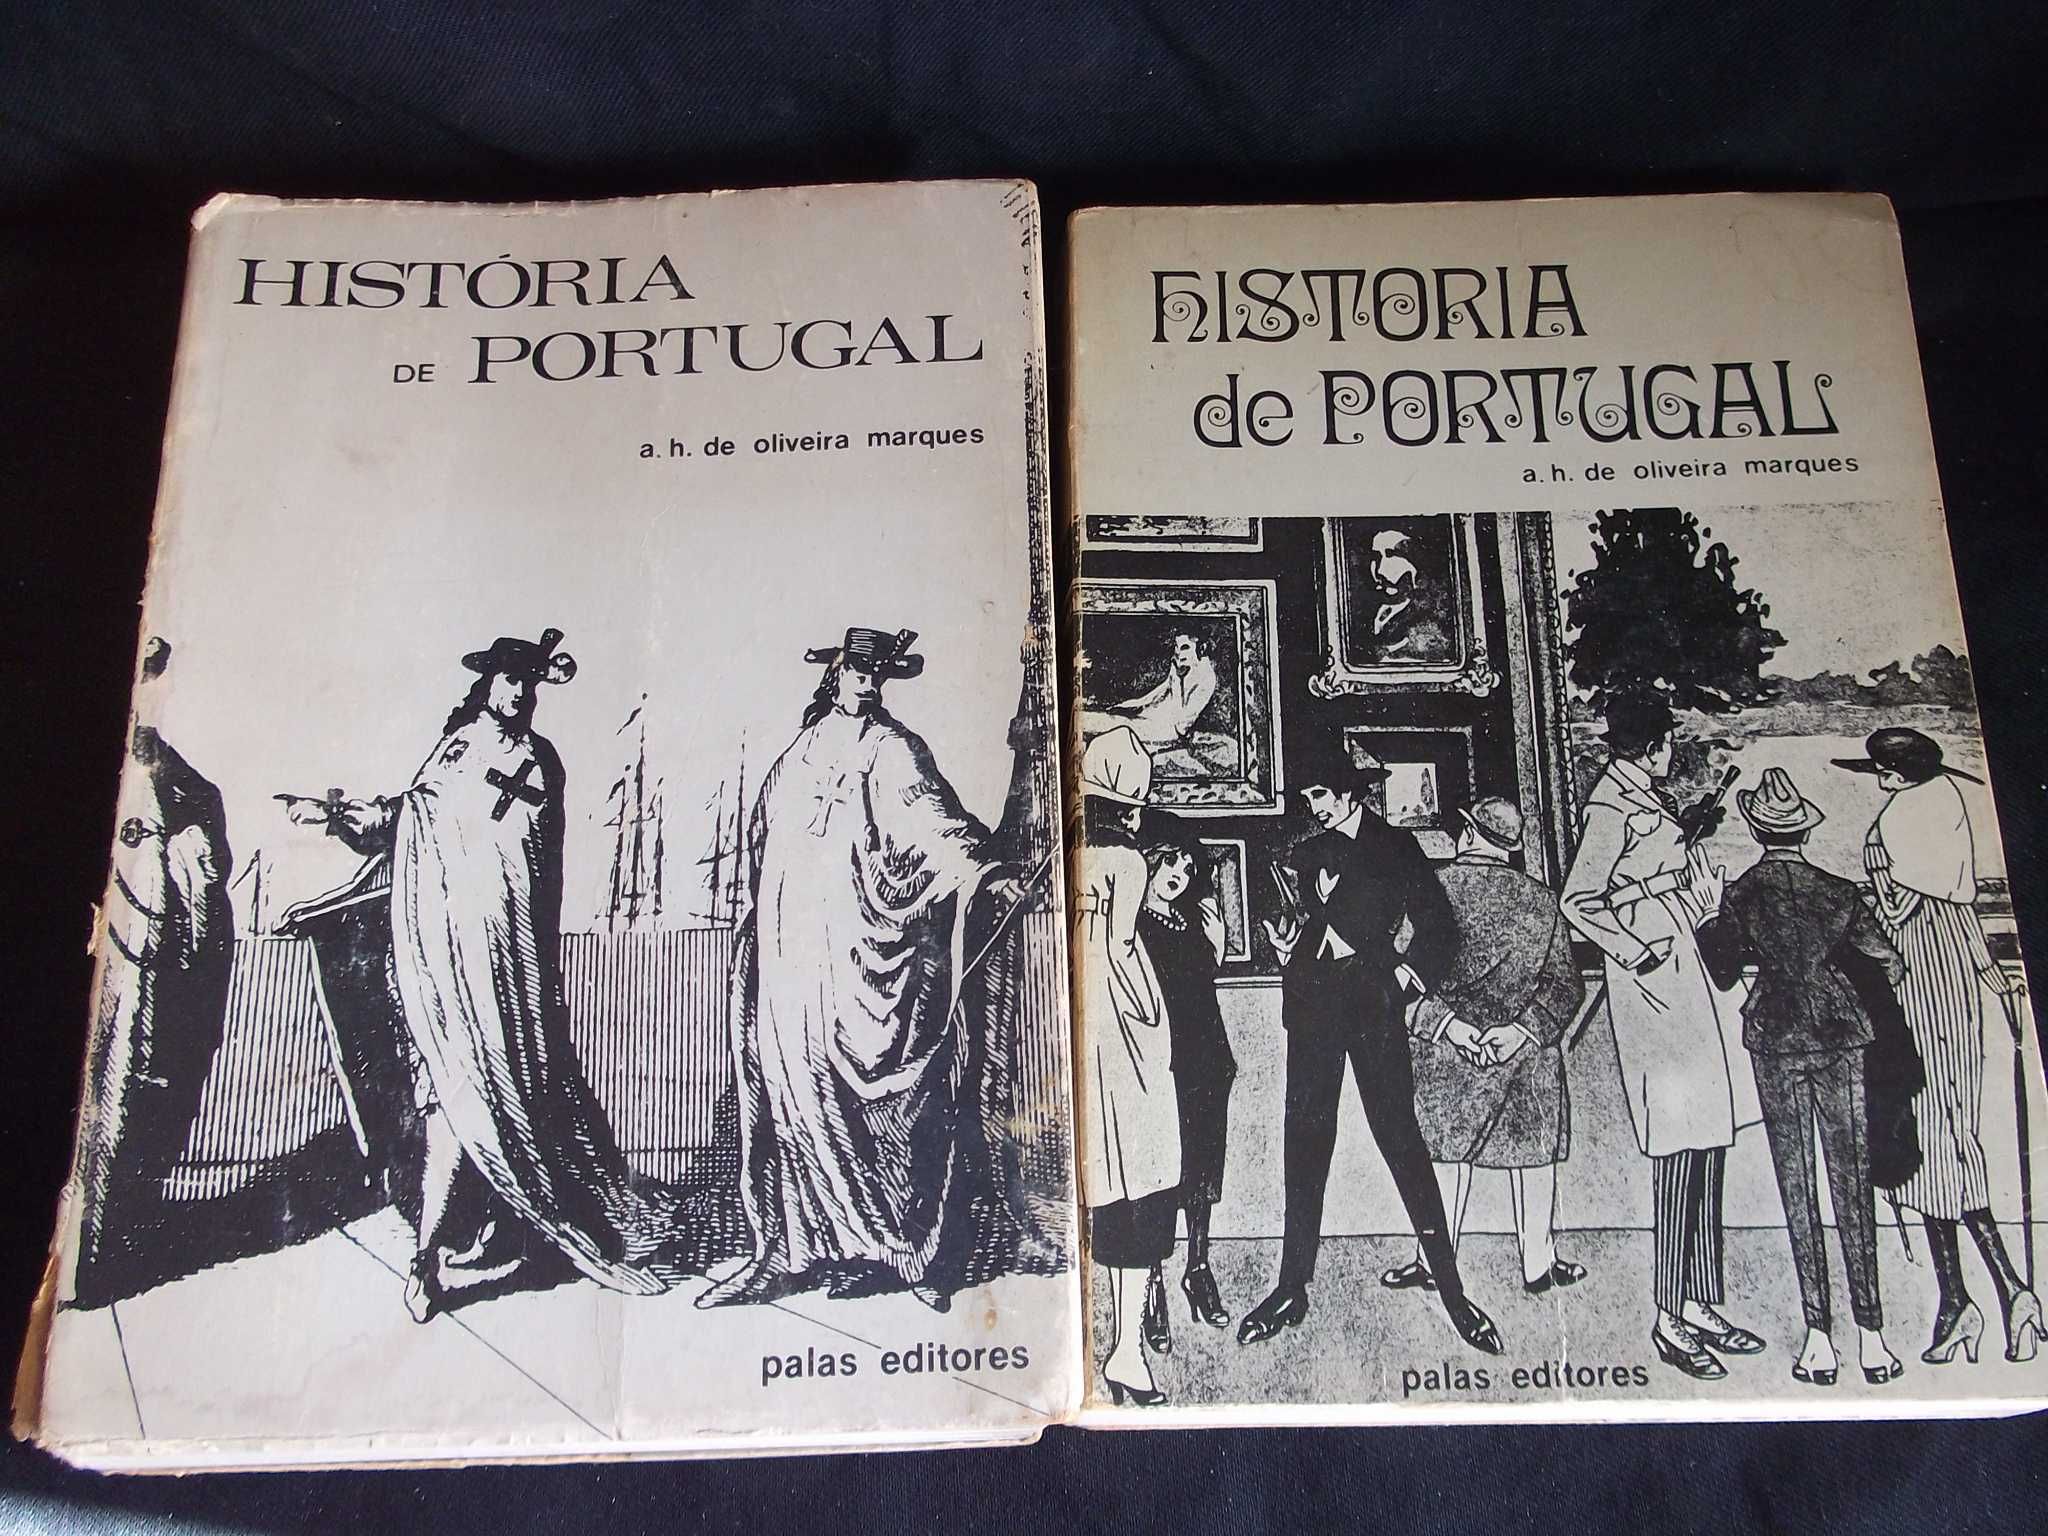 HISTÓRIA
DE PORTUGAL
a. h. de oliveira marques
palas editores
hISTORIA
de PORTUGAL
a. h. de oliveira marques
palas editores